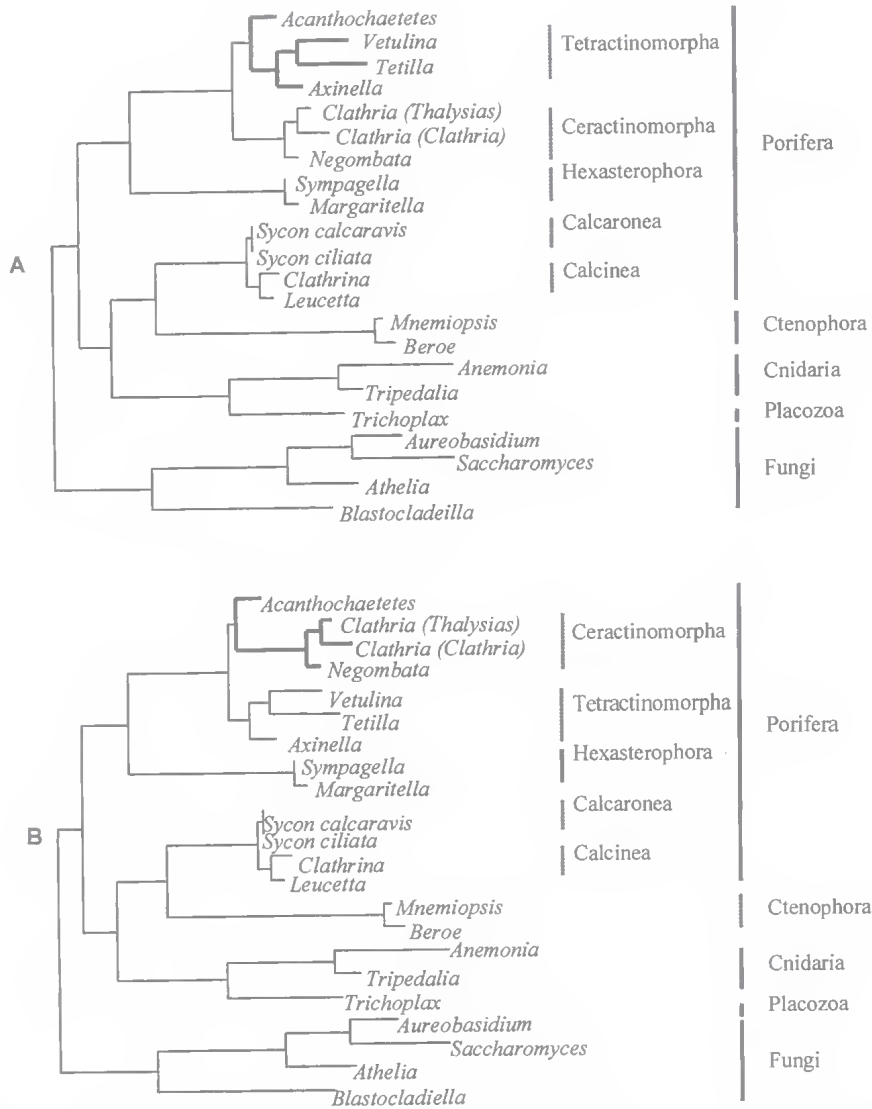 Acanthochaetetes
Vetulina
Tetractinomorpha
Tetilla
Axinella
Clathria (Thalysias)
Clathria (Clathria)
Ceractinomorpha
Porifera
Negombata
Hexasterophora
Sympagella
Margaritella
Sycon calcaravis
Calcaronea
A
Sycon ciliata
Clathrina
Calcinea
Leucetta
Mnemiopsis
Ctenophora
Beroe
Anemonia
Cnidaria
Tripedalia
Trichoplax
Placozoa
Aureobasidium
Saccharomyces
Fungi
Athelia
Blastocladeilla
Acanthochaetetes
Clathria (Thalysias)
Ceractinomorpha
Clathria (Clathria)
Negombata
Vetulina
Tetractinomorpha
Tetilla
Porifera
Axinella
Hexasterophora
Sympagella
Margaritella
Calcaronea
Sycon calcaravis
B
Sycon ciliata
Calcinea
Clathrina
Leucetta
Mnemiopsis
Ctenophora
Beroe
Anemonia
Cnidaria
Tripedalia
Trichoplax
Placozoa
Aureobasidium
Saccharomyces
Fungi
Athelia
Blastocladiella